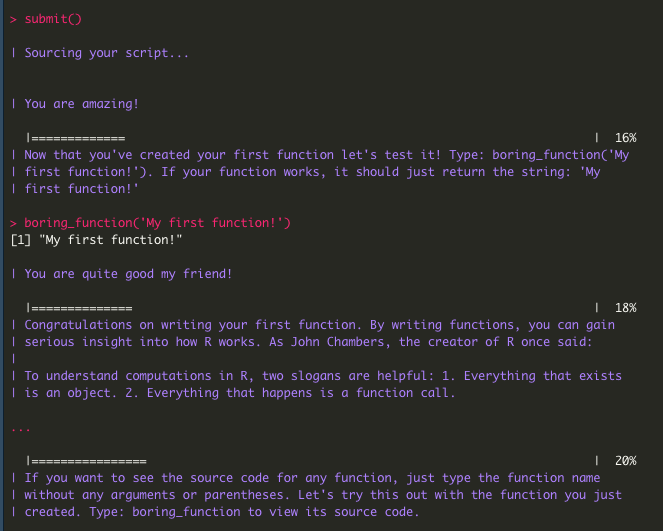 > submit()
| Sourcing your script...
| You are amazing!
|============= | 16%
| Now that you've created your first function let's test it! Type: boring_function('My
| first function!'). If your function works, it should just return the string: 'My
| first function!'
> boring_function('My first function!')
[1] "My first function!"
| You are quite good my friend!
|============== | 18%
| Congratulations on writing your first function. By writing functions, you can gain
| serious insight into how R works. As John Chambers, the creator of R once said:
|
| To understand computations in R, two slogans are helpful: 1. Everything that exists
| is an object. 2. Everything that happens is a function call.
...
|================ | 20%
| If you want to see the source code for any function, just type the function name
| without any arguments or parentheses. Let's try this out with the function you just
| created. Type: boring_function to view its source code.